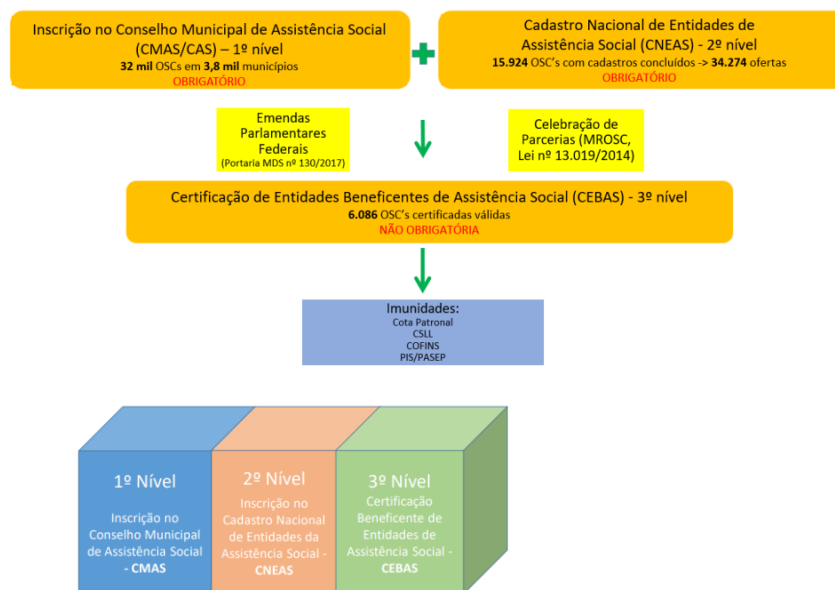 Inscrição no Conselho Municipal de Assistência Social
(CMAS/CAS) – 1º nível
32 mil OSCs em 3,8 mil municípios
OBRIGATÓRIO
Cadastro Nacional de Entidades de
Assistência Social (CNEAS) - 2º nível
15.924 OSC's com cadastros concluídos -> 34.274 ofertas
OBRIGATÓRIO
Emendas
Parlamentares
Federais
(Portaria MDS nº 130/2017)
Celebração de
Parcerias (MROSC,
Lei nº 13.019/2014)
Certificação de Entidades Beneficentes de Assistência Social (CEBAS) - 3º nível
6.086 OSC's certificadas válidas
NÃO OBRIGATÓRIA
Imunidades:
Cota Patronal
CSLL
COFINS
PIS/PASEP
1º Nível
Inscrição no
Conselho Municipal
de Assistência Social
- CMAS
2º Nível
Inscrição no
Cadastro Nacional
de Entidades da
Assistência Social -
CNEAS
3º Nível
Certificação
Beneficente de
Entidades de
Assistência Social -
CEBAS